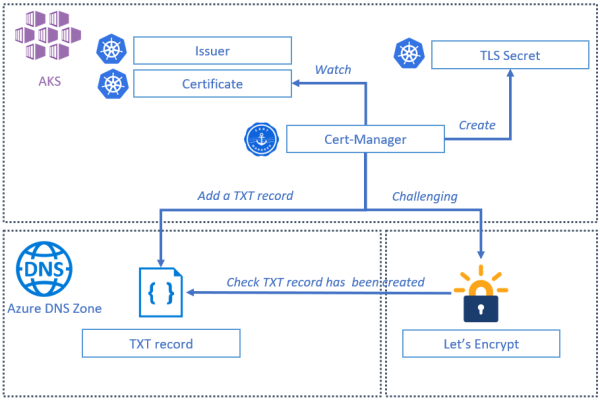 Issuer
TLS Secret
AKS
Watch
Certificate
Create
Cert-Manager
Add a TXT record
Challenging
DNS
Check TXT record has been created
{ }
Azure DNS Zone
TXT record
Let's Encrypt